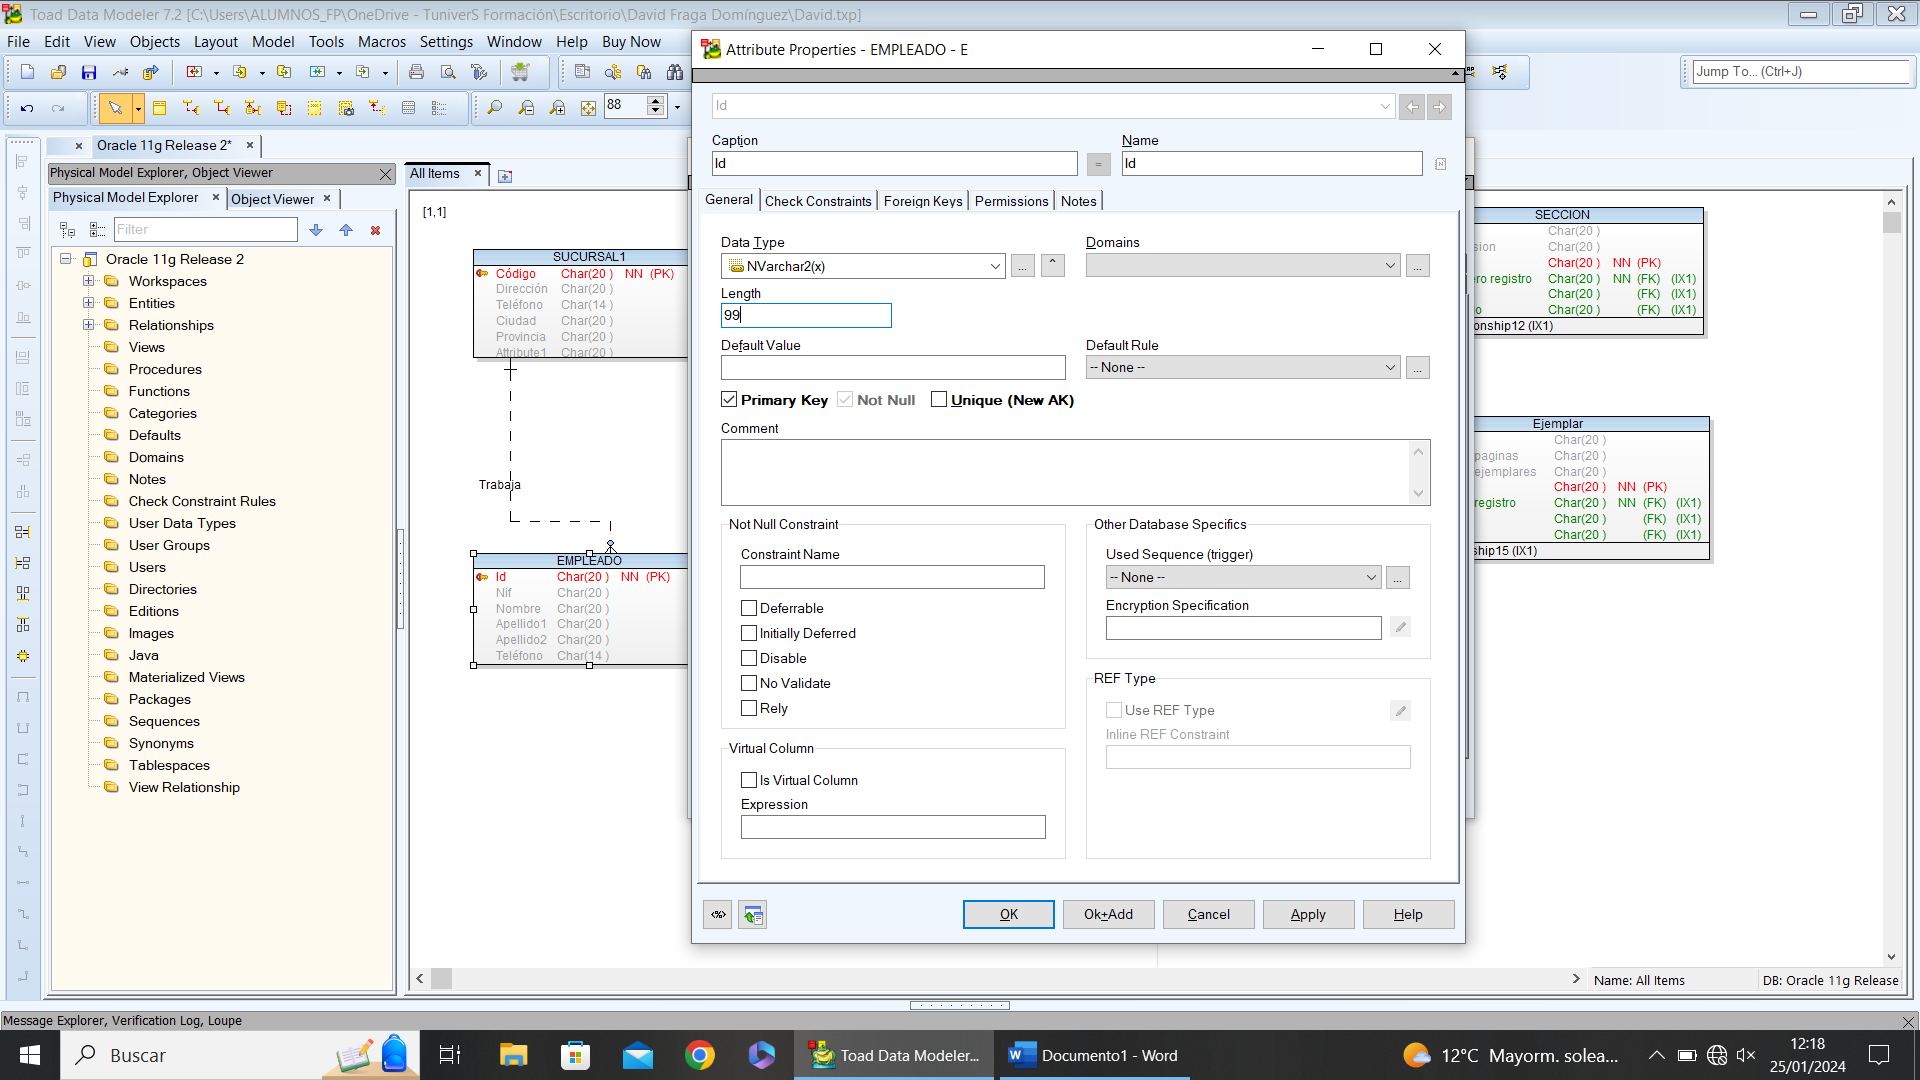 Toad Data Modeler 7.2 [C:\Users\ALUMNOS_FP\OneDrive - TuniverS Formación\Escritorio\David Fraga Domínguez\David.txp]
File Edit View Objects Layout Model Tools Macros Settings Window Help Buy Now
Jump To... (Ctrl+J)
88
Oracle 11g Release 2*
Physical Model Explorer, Object Viewer
Physical Model Explorer
Object Viewer
Filter
Oracle 11g Release 2
Workspaces
Entities
Relationships
Views
Procedures
Functions
Categories
Defaults
Domains
Notes
Check Constraint Rules
User Data Types
User Groups
Users
Directories
Editions
Images
Java
Materialized Views
Packages
Sequences
Synonyms
Tablespaces
View Relationship
All Items
[1,1]
SUCURSAL1
Código Char(20 ) NN (PK)
Dirección Char(20 )
Teléfono Char(14 )
Ciudad Char(20 )
Provincia Char(20 )
Attribute1 Char(20 )
Trabaja
EMPLEADO
Id Char(20 ) NN (PK)
Nif Char(20 )
Nombre Char(20 )
Apellido1 Char(20 )
Apellido2 Char(20 )
Teléfono Char(14 )
Attribute Properties - EMPLEADO - E
Id
Caption
Id
=
Name
Id
General Check Constraints Foreign Keys Permissions Notes
Data Type
NVarchar2(x)
...
^
Domains
...
Length
99
Default Value
Default Rule
-- None --
...
Primary Key Not Null Unique (New AK)
Comment
Not Null Constraint
Constraint Name
Deferrable
Initially Deferred
Disable
No Validate
Rely
Virtual Column
Is Virtual Column
Expression
Other Database Specifics
Used Sequence (trigger)
-- None --
...
Encryption Specification
REF Type
Use REF Type
Inline REF Constraint
OK Ok+Add Cancel Apply Help
SECCION
Char(20 )
sion Char(20 )
Char(20 ) NN (PK)
ero registro Char(20 ) NN (FK) (IX1)
Char(20 ) (FK) (IX1)
o Char(20 ) (FK) (IX1)
onship12 (IX1)
Ejemplar
Char(20 )
paginas Char(20 )
ejemplares Char(20 )
Char(20 ) NN (PK)
registro Char(20 ) NN (FK) (IX1)
Char(20 ) (FK) (IX1)
Char(20 ) (FK) (IX1)
ship15 (IX1)
Name: All Items
DB: Oracle 11g Release
Message Explorer, Verification Log, Loupe
Buscar
Toad Data Modeler...
Documento1 - Word
12°C Mayorm. solea...
12:18
25/01/2024